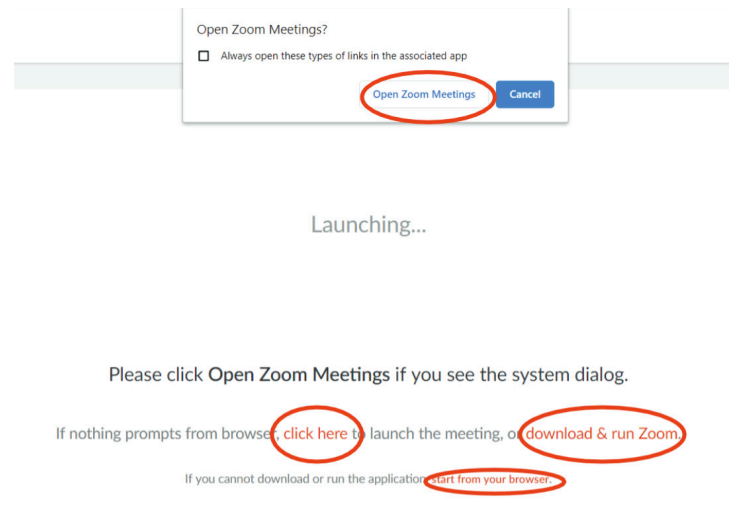 Open Zoom Meetings?
Always open these types of links in the associated app
Open Zoom Meetings Cancel
Launching...
Please click Open Zoom Meetings if you see the system dialog.
If nothing prompts from browser, click here to launch the meeting, or download & run Zoom.
If you cannot download or run the application, start from your browser.